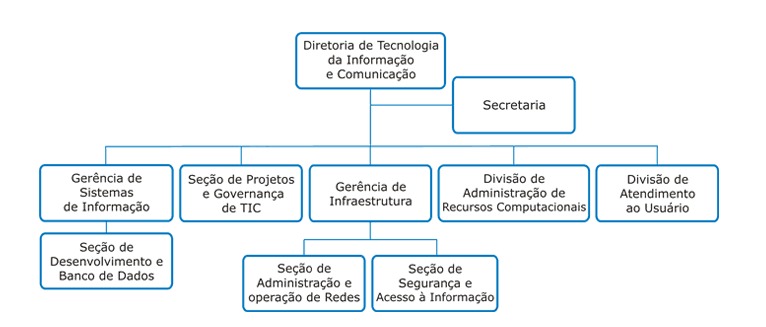 Diretoria de Tecnologia
da Informação
e Comunicação
Secretaria
Gerência de
Sistemas
de Informação
Seção de Projetos
e Governança
de TIC
Gerência de
Infraestrutura
Divisão de
Administração de
Recursos Computacionais
Divisão de
Atendimento
ao Usuário
Seção de
Desenvolvimento e
Banco de Dados
Seção de
Administração e
operação de Redes
Seção de
Segurança e
Acesso à Informação